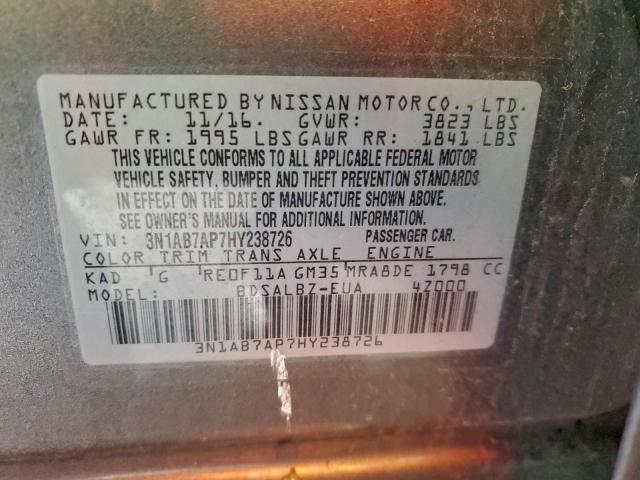 MANUFACTURED BY NISSAN MOTOR CO., LTD.
DATE: 11/16. GVWR: 3823 LBS
GAWR FR: 1995 LBS GAWR RR: 1841 LBS
THIS VEHICLE CONFORMS TO ALL APPLICABLE FEDERAL MOTOR
VEHICLE SAFETY, BUMPER AND THEFT PREVENTION STANDARDS
IN EFFECT ON THE DATE OF MANUFACTURE SHOWN ABOVE.
SEE OWNER'S MANUAL FOR ADDITIONAL INFORMATION.
VIN: 3N1AB7AP7HY238726 PASSENGER CAR.
COLOR TRIM TRANS AXLE ENGINE
KAD G RE0F11A GM35 MRA8DE 1798 CC
MODEL: BDSALBZ-EUA 4Z000
3N1AB7AP7HY238726